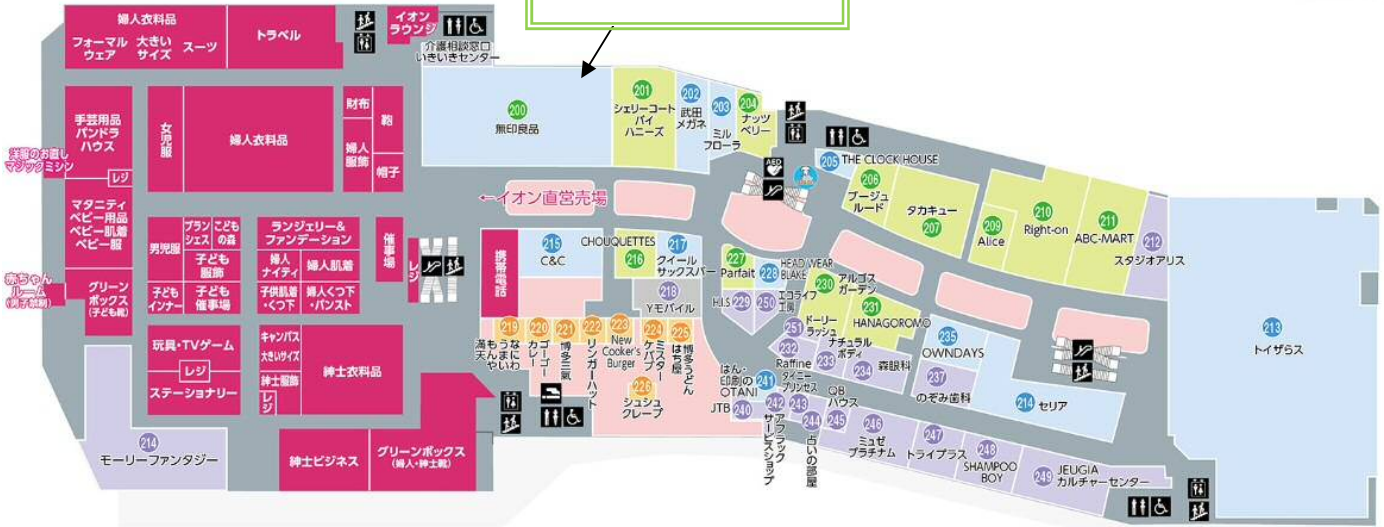 婦人衣料品
フォーマル
ウェア
大きい
サイズ
スーツ
トラベル
イオン
ラウンジ
介護相談窓口
いきいきセンター
手芸用品
パンドラ
ハウス
洋服のお直し
マジックミシン
レジ
女児服
婦人衣料品
財布
鞄
婦人
服飾
帽子
マタニティ
ベビー用品
ベビー肌着
ベビー服
男児服
ブラン
シェス
こども
の森
子ども
服飾
子ども
インナー
子ども
催事場
ランジェリー&
ファンデーション
婦人
ナイティ
婦人肌着
子供肌着
・くつ下
婦人くつ下
・パンスト
催事場
レジ
赤ちゃん
ルーム
(男子禁制)
グリーン
ボックス
(子ども靴)
玩具・TVゲーム
レジ
ステーショナリー
キャンパス
大きいサイズ
紳士服飾
レジ
紳士衣料品
214
モーリーファンタジー
紳士ビジネス
グリーンボックス
(婦人・紳士靴)
200
無印良品
201
シェリーコート
バイ
ハニーズ
202
武田
メガネ
203
ミル
フローラ
204
ナッツ
ベリー
AED
205 THE CLOCK HOUSE
206
ブージュ
ルード
タカキュー
207
209
Alice
210
Right-on
211
ABC-MART
212
スタジオアリス
213
トイザらス
←イオン直営売場
携帯電話
215
C&C
CHOUQUETTES
216
217
クイール
サックスバー
218
Yモバイル
227
Parfait
228
HEAD WEAR
BLAKE
H.I.S 229
250 エコライフ
工房
アルゴス
ガーデン
230
231
HANAGOROMO
251
ドーリー
ラッシュ
232
Raffine
ナチュラル
ボディ
233
234 森眼科
235
OWNDAYS
237
のぞみ歯科
214 セリア
219
なにわ
うまいもんや
満天
220
ゴーゴー
カレー
221
博多三氣
222
リンガーハット
223
New
Cooker's
Burger
224
ミスター
ケバブ
225
博多うどん
はち屋
226
シュシュ
クレープ
はん・
印刷の
OTANI
241
JTB 240
242
アフラック
サービスショップ
タイニー
プリンセス
243
244
占いの部屋
QB
ハウス
245
246
ミュゼ
プラチナム
247
トライプラス
248
SHAMPOO
BOY
249
JEUGIA
カルチャーセンター